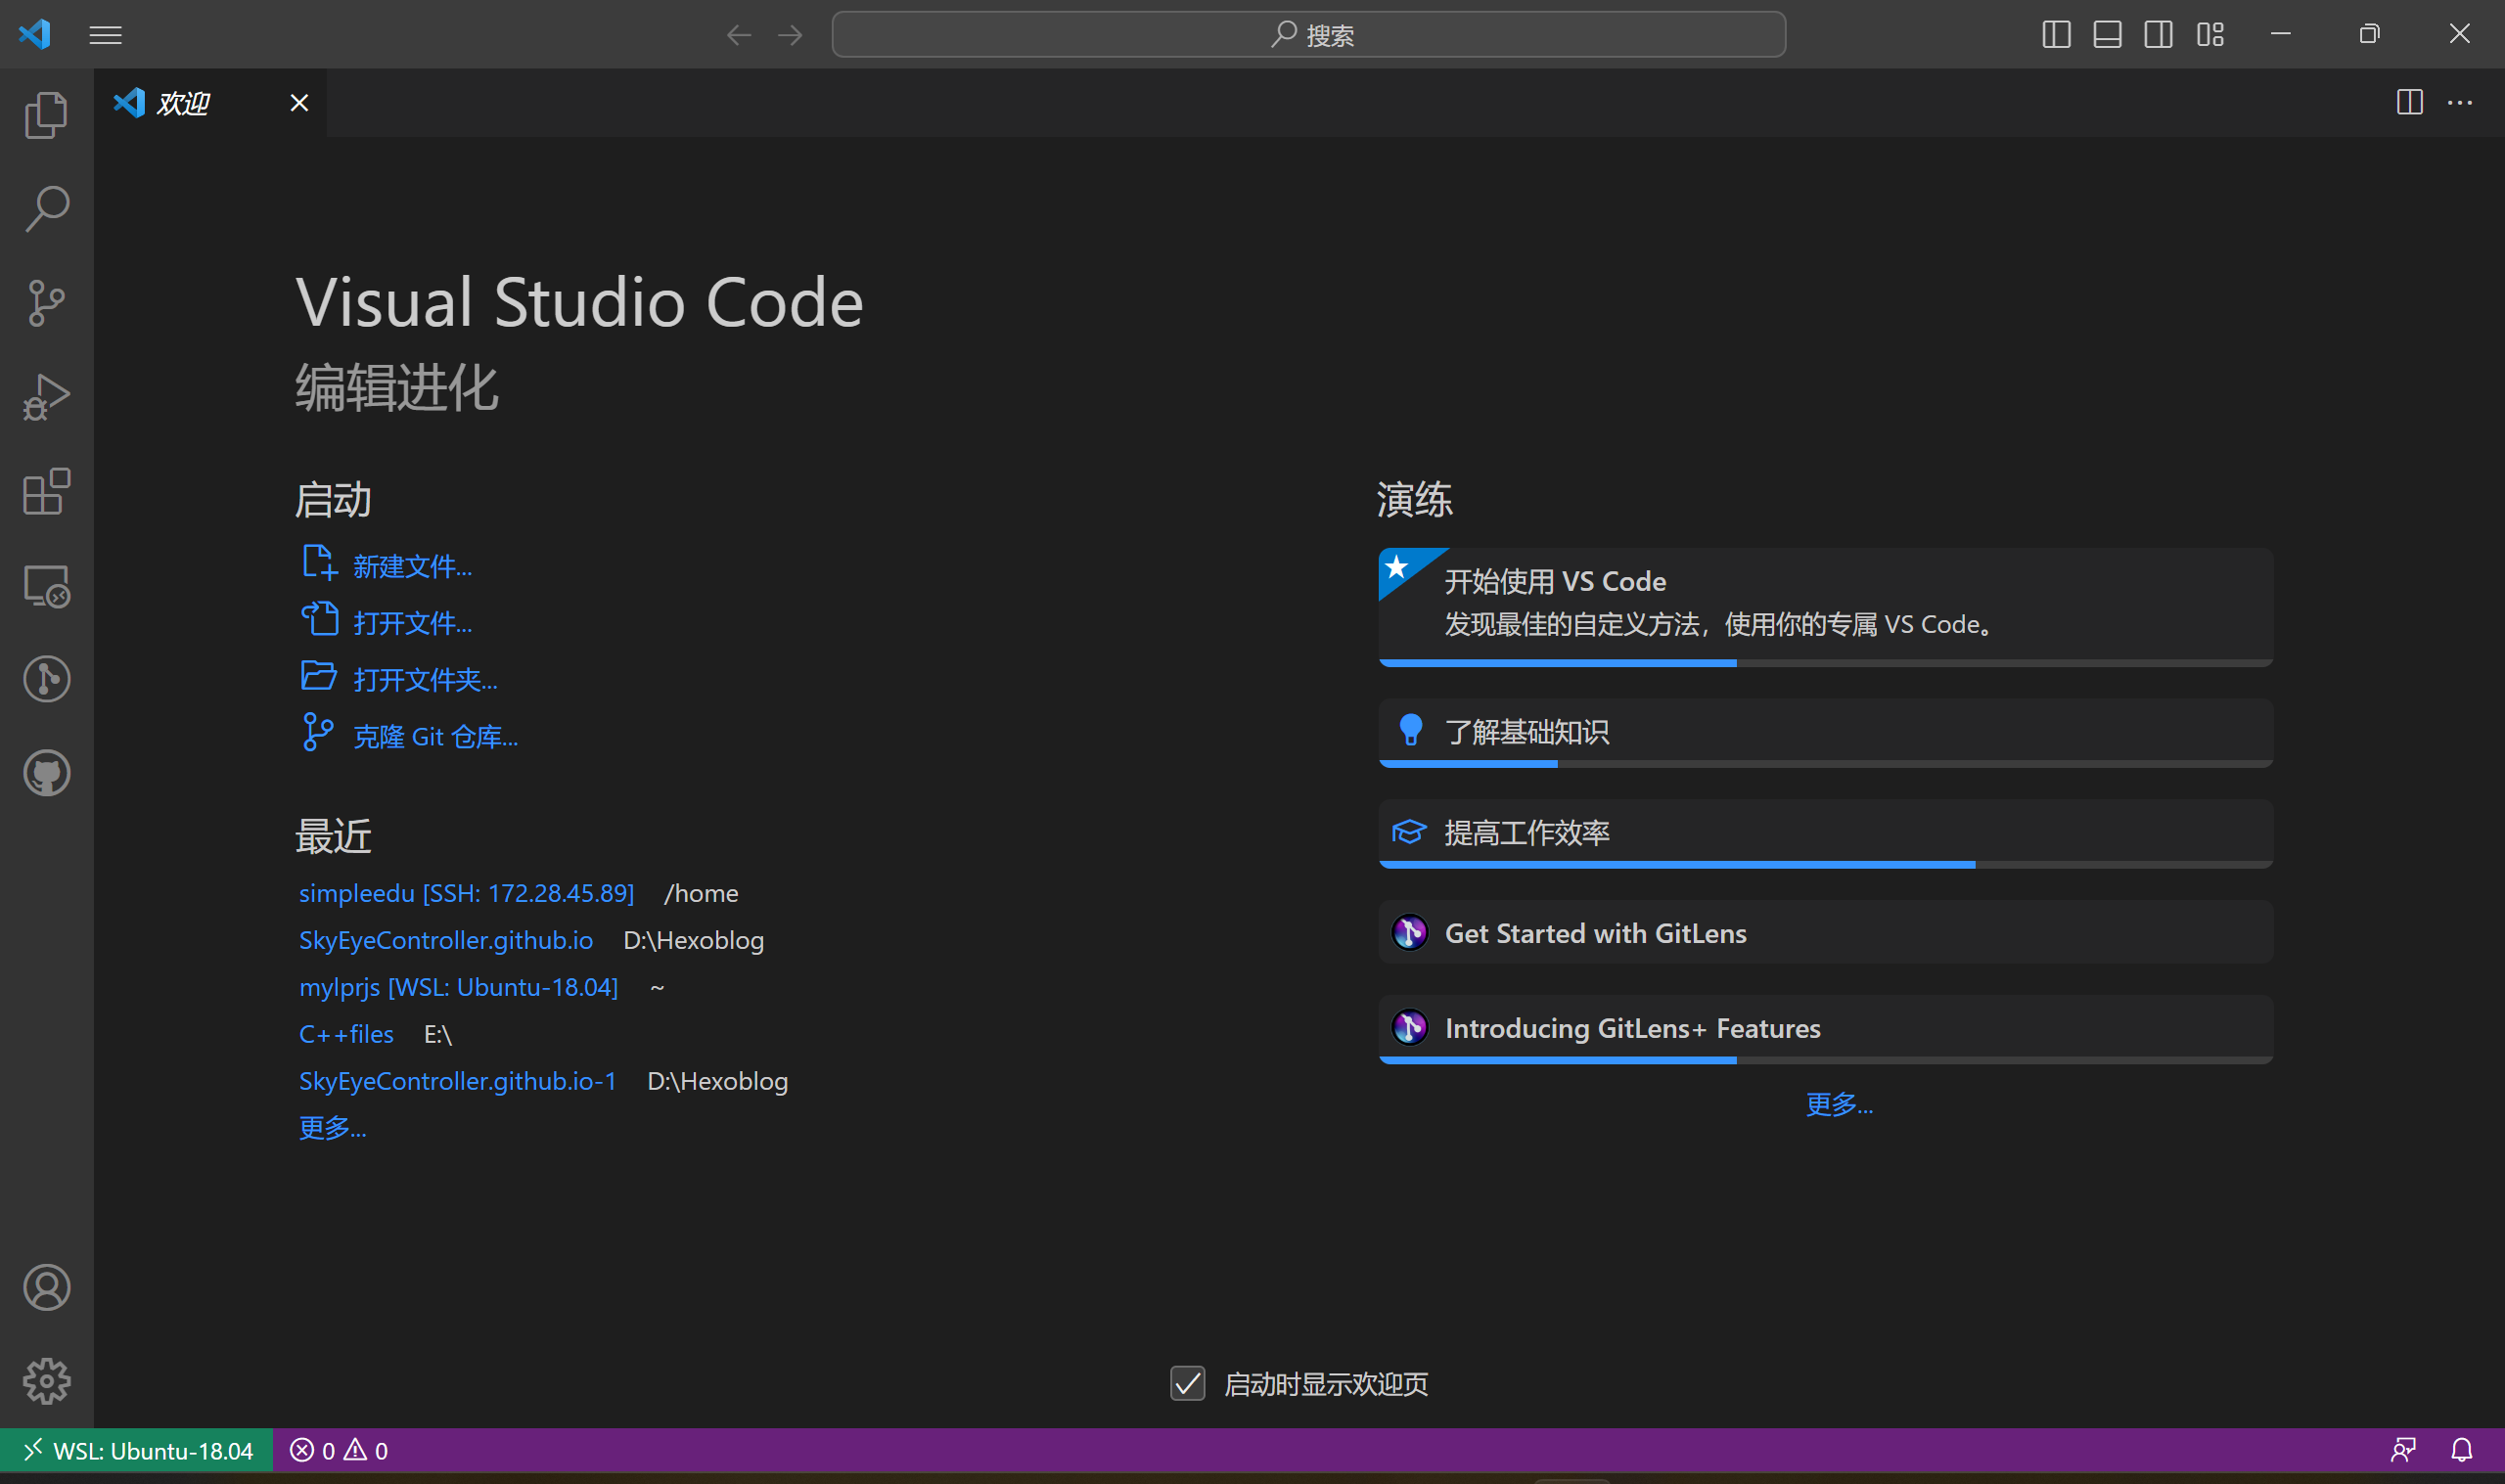 搜索
欢迎
Visual Studio Code
编辑进化
启动
新建文件...
打开文件...
打开文件夹...
克隆 Git 仓库...
最近
simpleedu [SSH: 172.28.45.89] /home
SkyEyeController.github.io D:\Hexoblog
mylprjs [WSL: Ubuntu-18.04] ~
C++files E:\
SkyEyeController.github.io-1 D:\Hexoblog
更多...
演练
开始使用 VS Code
发现最佳的自定义方法，使用你的专属 VS Code。
了解基础知识
提高工作效率
Get Started with GitLens
Introducing GitLens+ Features
更多...
启动时显示欢迎页
WSL: Ubuntu-18.04 0 0